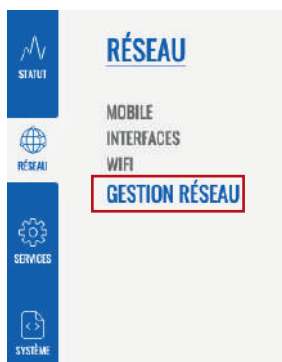 STATUT
RÉSEAU
SERVICES
SYSTÈME
RÉSEAU
MOBILE
INTERFACES
WIFI
GESTION RÉSEAU